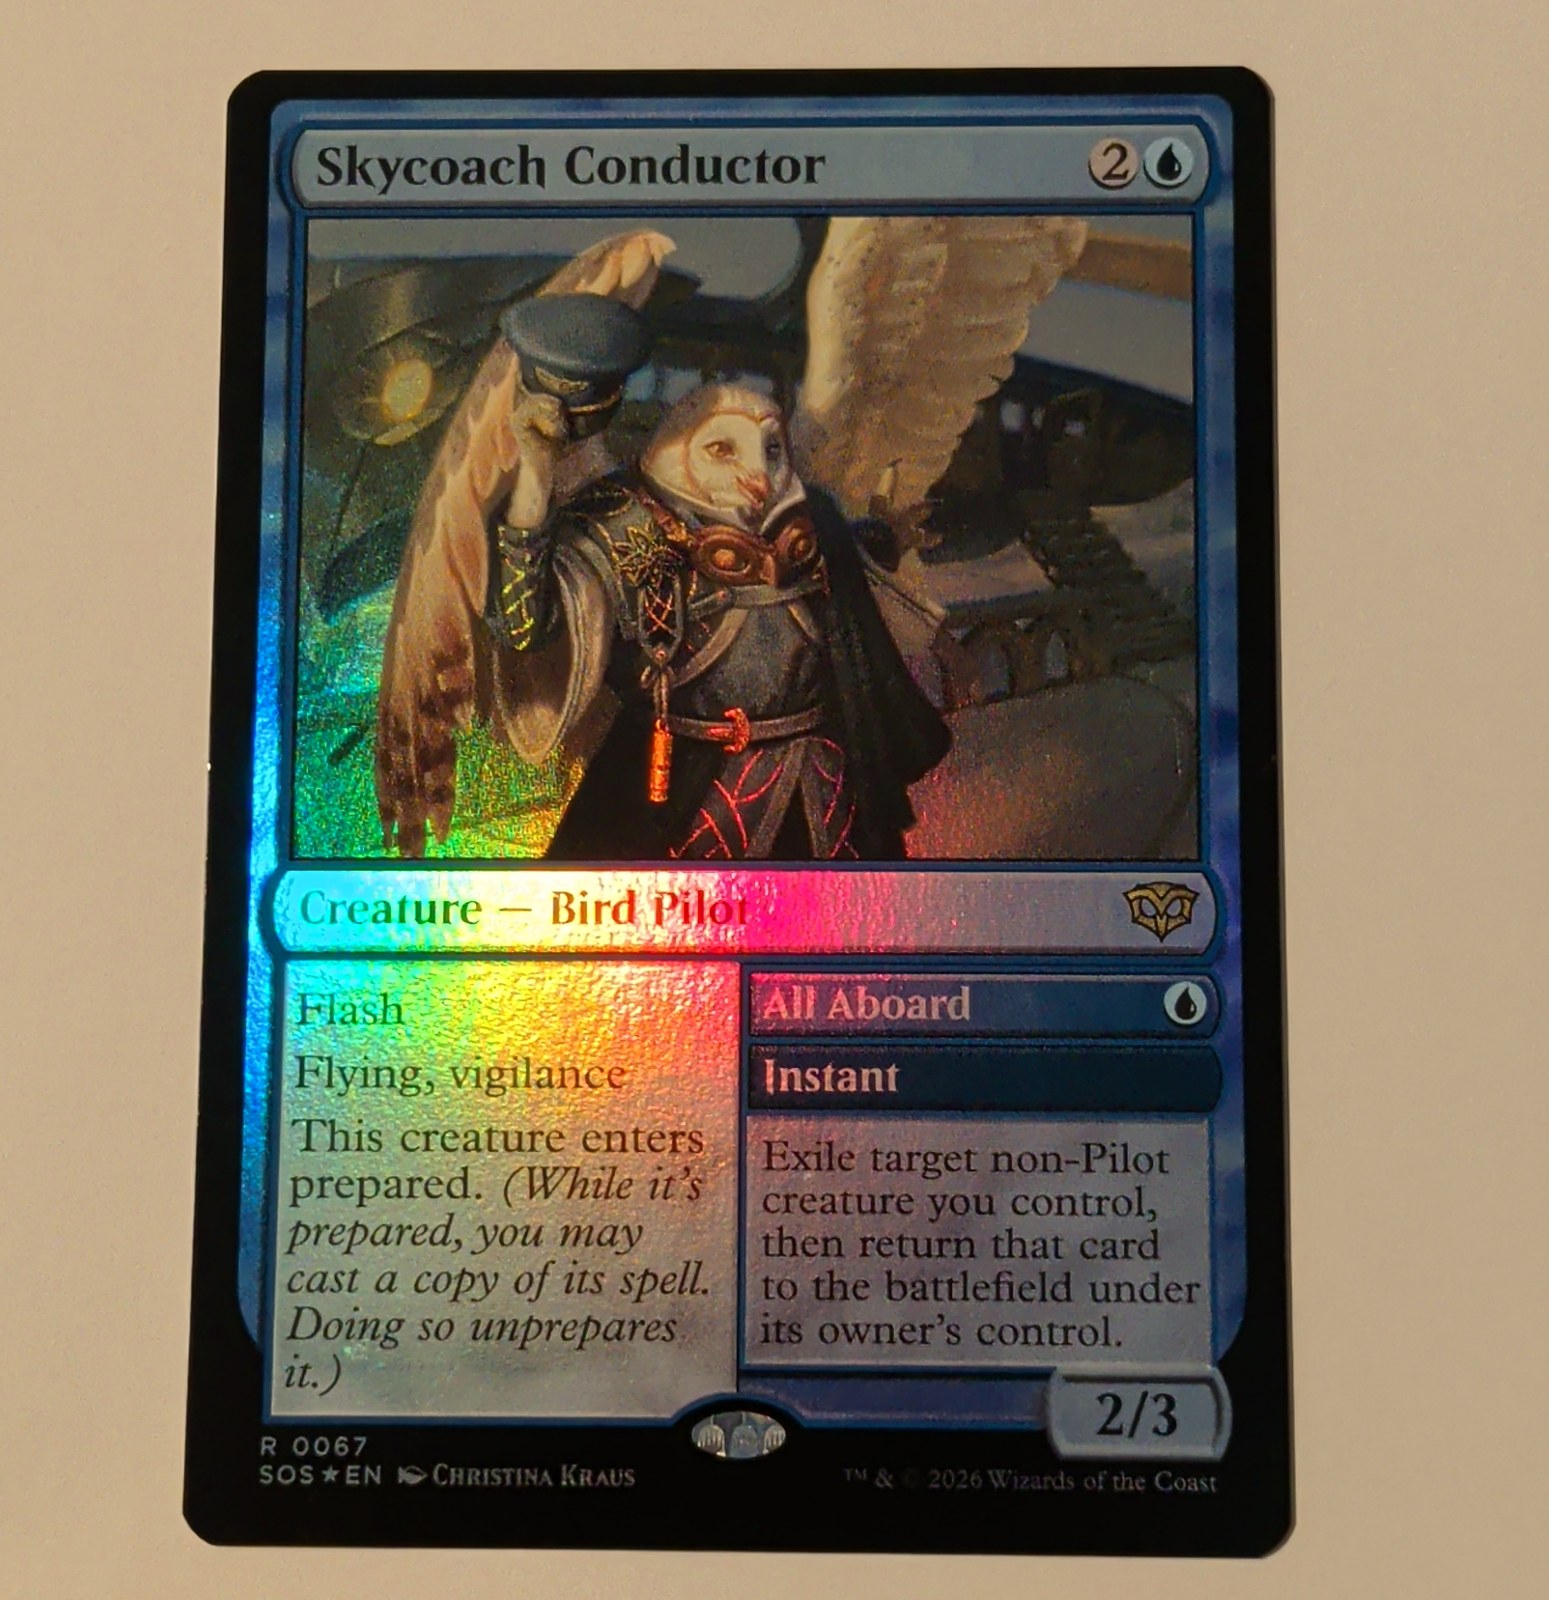 Skycoach Conductor 2
Creature — Bird Pilot
Flash
Flying, vigilance
This creature enters
prepared. (While it's
prepared, you may
cast a copy of its spell.
Doing so unprepares
it.)
All Aboard
Instant
Exile target non-Pilot
creature you control,
then return that card
to the battlefield under
its owner's control.
2/3
R 0067
SOS★EN Christina Kraus
™ & © 2026 Wizards of the Coast